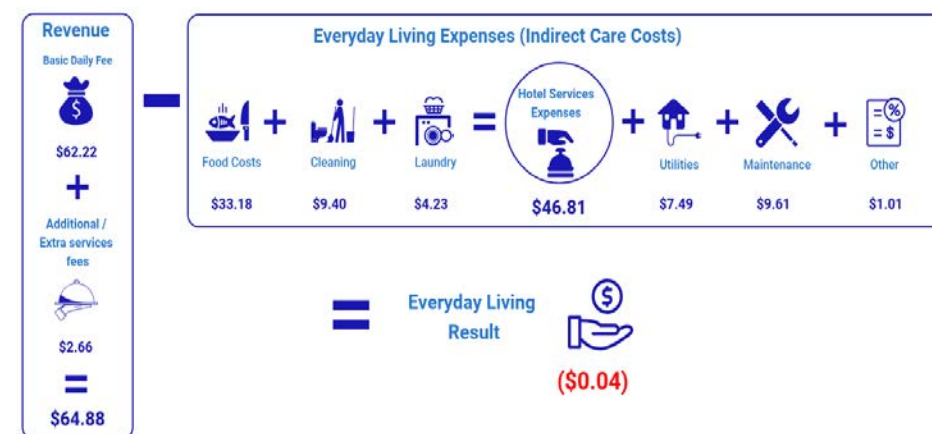 Revenue
Basic Daily Fee
$
$62.22
+
Additional /
Extra services
fees
$2.66
=
$64.88
−
Everyday Living Expenses (Indirect Care Costs)
Food Costs
$33.18
+
Cleaning
$9.40
+
Laundry
$4.23
=
Hotel Services
Expenses
$46.81
+
Utilities
$7.49
+
Maintenance
$9.61
+
=%
= $
Other
$1.01
=
Everyday Living
Result
$
($0.04)